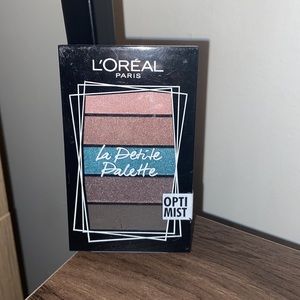 L'ORÉAL
PARIS
La Petite
Palette
OPTI
MIST